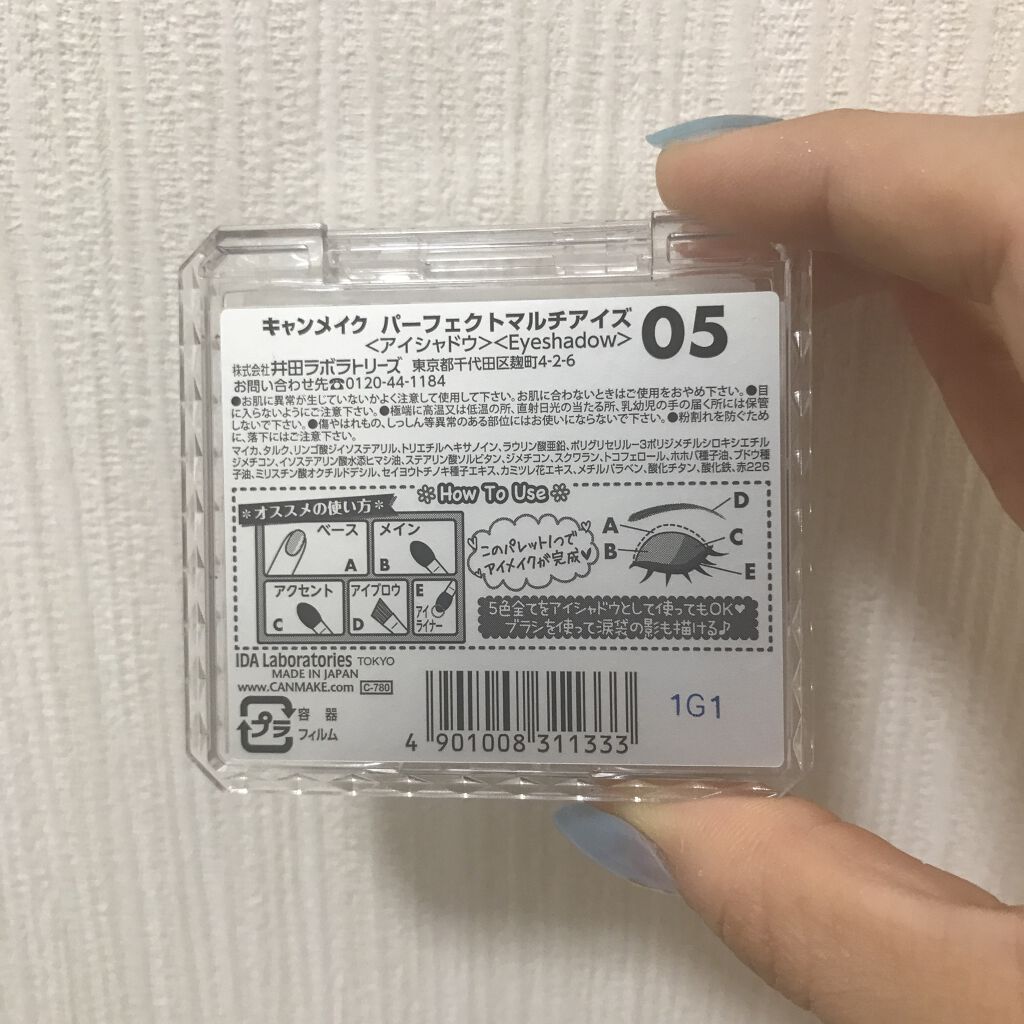 キャンメイク パーフェクトマルチアイズ 05
<アイシャドウ><Eyeshadow>
株式会社 井田ラボラトリーズ 東京都千代田区麹町4-2-6
お問い合わせ先☎0120-44-1184
●お肌に異常が生じていないかよく注意して使用して下さい。お肌に合わないときはご使用をおやめ下さい。●目
に入らないようにご注意下さい。●極端に高温又は低温の所、直射日光の当たる所、乳幼児の手の届く所には保管
しないで下さい。●傷やはれもの、しっしん等異常のある部位にはお使いにならないで下さい。●粉割れを防ぐため
に、落下にはご注意下さい。
マイカ、タルク、リンゴ酸ジイソステアリル、トリエチルヘキサノイン、ラウリン酸亜鉛、ポリグリセリル-3ポリジメチルシロキシエチル
ジメチコン、イソステアリン酸水添ヒマシ油、ステアリン酸ソルビタン、ジメチコン、スクワラン、トコフェロール、ホホバ種子油、ブドウ種
子油、ミリスチン酸オクチルドデシル、セイヨウトチノキ種子エキス、カミツレ花エキス、メチルパラベン、酸化チタン、酸化鉄、赤226
How To Use
*オススメの使い方*
ベース
A
メイン
B
アクセント
C
アイブロウ
D
E
アイ
ライナー
このパレット1つで
アイメイクが完成♥
A
B
D
C
E
5色全てをアイシャドウとして使ってもOK♥
ブラシを使って涙袋の影も描ける♪
IDA Laboratories TOKYO
MADE IN JAPAN
www.CANMAKE.com C-780
プラ
容器
フィルム
4 901008 311333
1G1